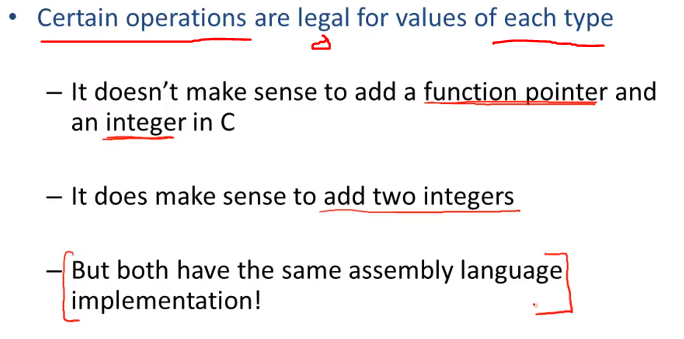 • Certain operations are legal for values of each type
– It doesn't make sense to add a function pointer and
an integer in C
– It does make sense to add two integers
– But both have the same assembly language
implementation!